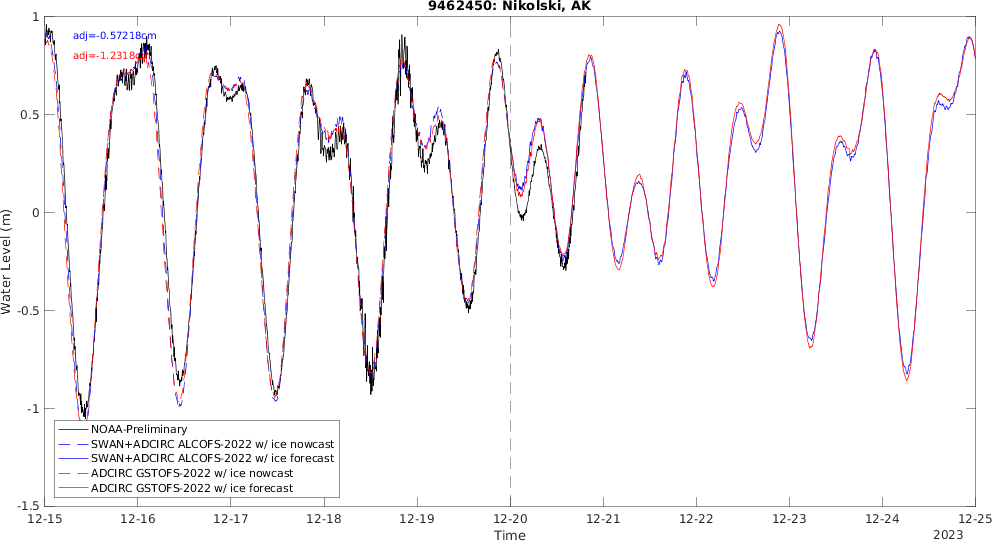 9462450: Nikolski, AK
adj=-0.57218cm
adj=-1.2318cm
Water Level (m)
1
0.5
0
-0.5
-1
-1.5
NOAA-Preliminary
SWAN+ADCIRC ALCOFS-2022 w/ ice nowcast
SWAN+ADCIRC ALCOFS-2022 w/ ice forecast
ADCIRC GSTOFS-2022 w/ ice nowcast
ADCIRC GSTOFS-2022 w/ ice forecast
12-15 12-16 12-17 12-18 12-19 12-20 12-21 12-22 12-23 12-24 12-25
Time
2023